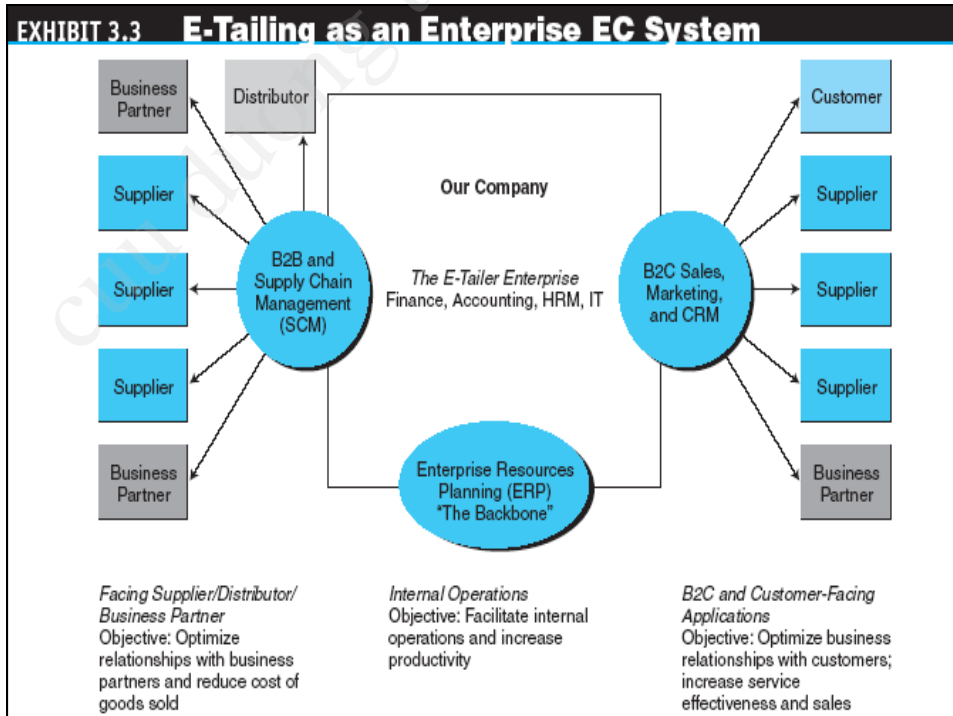 EXHIBIT 3.3 E-Tailing as an Enterprise EC System
Business
Partner
Distributor
Customer
Supplier
Our Company
Supplier
B2B and
Supply Chain
Management
(SCM)
The E-Tailer Enterprise
Finance, Accounting, HRM, IT
B2C Sales,
Marketing,
and CRM
Supplier
Supplier
Supplier
Supplier
Business
Partner
Enterprise Resources
Planning (ERP)
"The Backbone"
Business
Partner
Facing Supplier/Distributor/
Business Partner
Objective: Optimize
relationships with business
partners and reduce cost of
goods sold
Internal Operations
Objective: Facilitate internal
operations and increase
productivity
B2C and Customer-Facing
Applications
Objective: Optimize business
relationships with customers;
increase service
effectiveness and sales
cuu duong